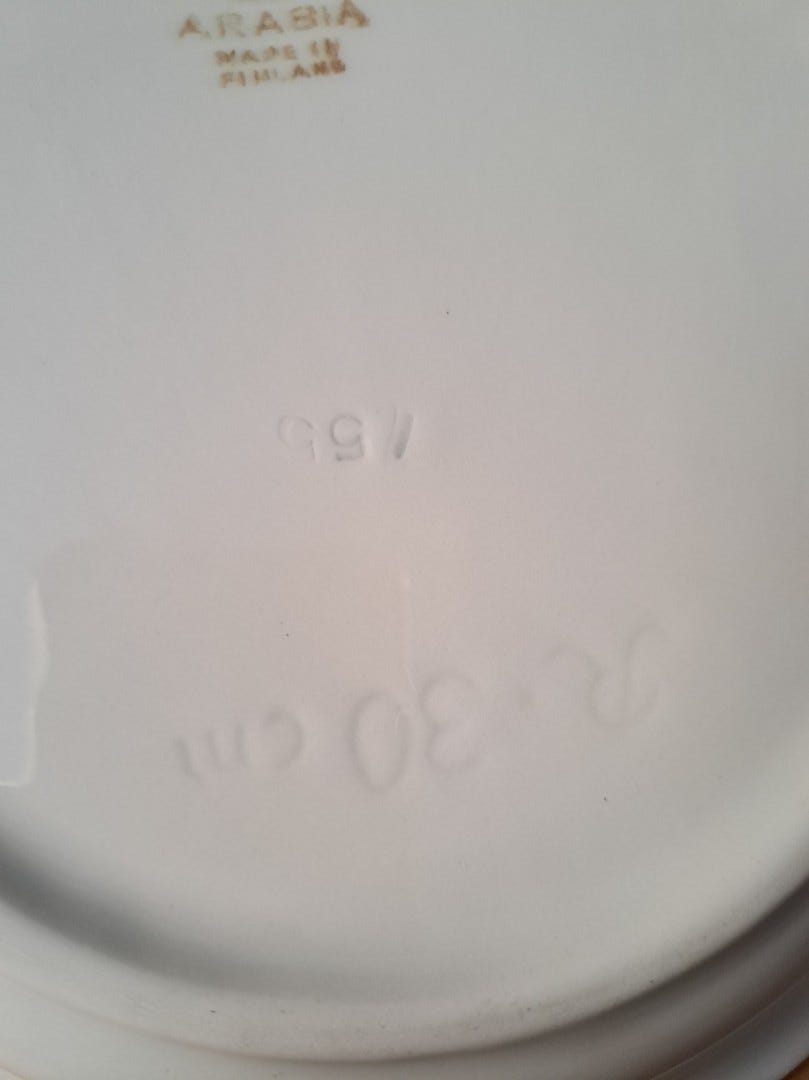 ARABIA
MADE IN
FINLAND
155
R. 30 cm